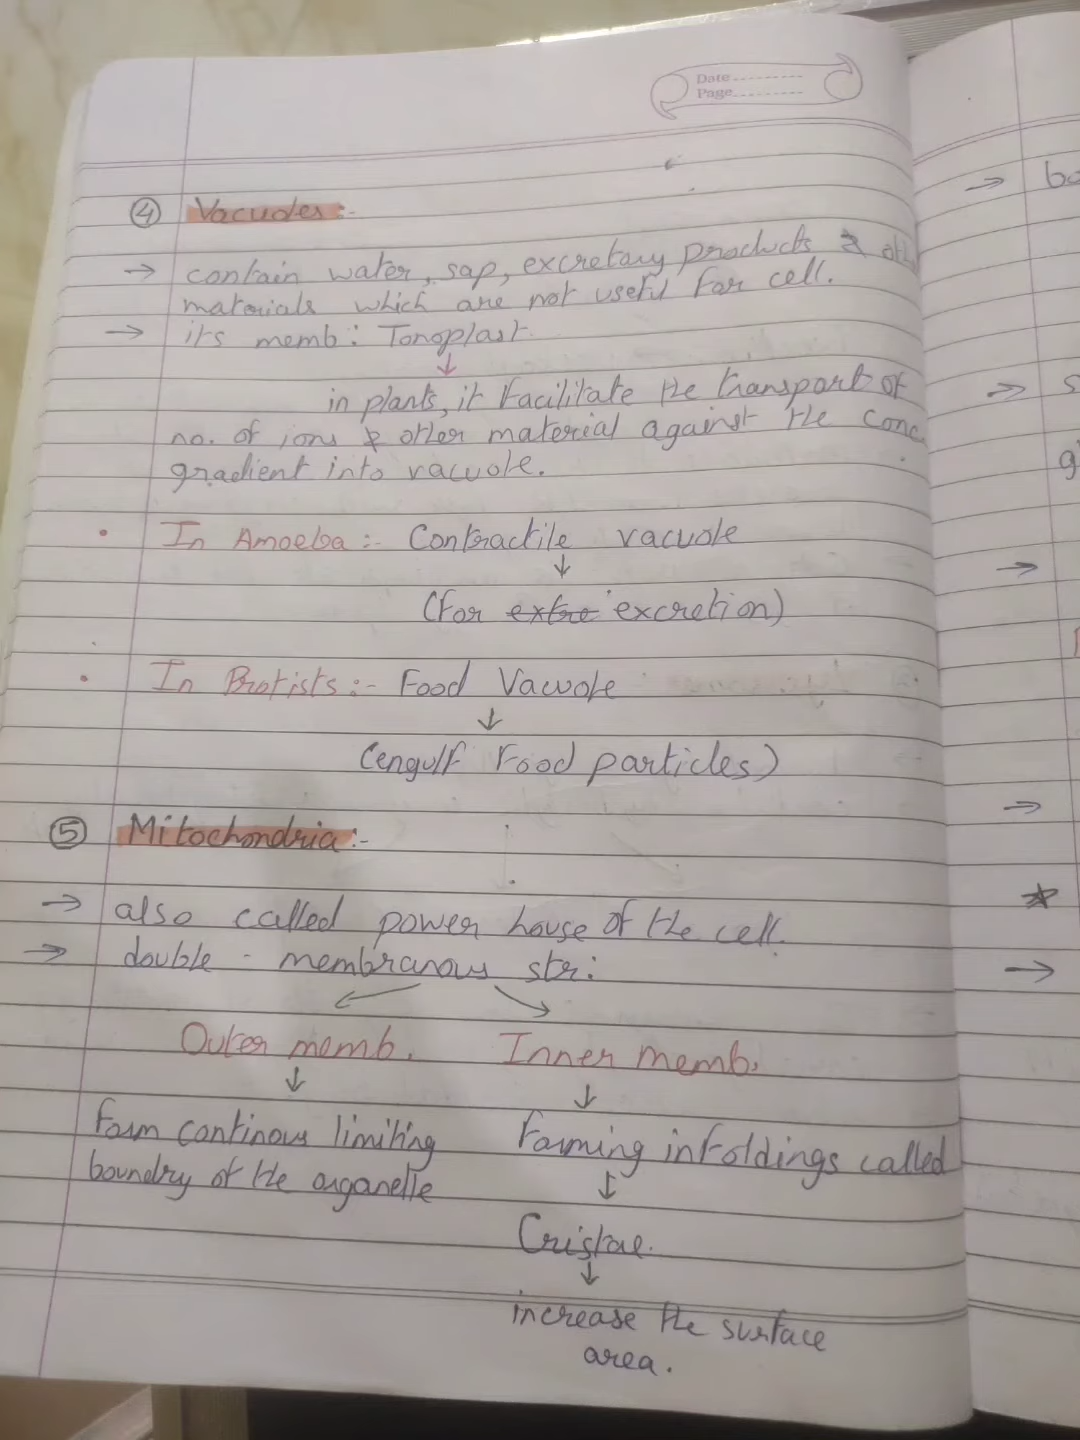 Date
Page
④ Vacuoles :-
→ contain water, sap, excretory products &
materials which are not useful for cell.
→ its memb : Tonoplast.
↓
in plants, it facilitate the transport of
no. of ions & other material against the conc.
gradient into vacuole.
• In Amoeba :- Contractile vacuole
↓
(for excretion)
• In Protists :- Food Vacuole
↓
(engulf food particles)
⑤ Mitochondria :-
→ also called power house of the cell.
→ double - membranous str :
Outer memb. Inner memb.
↓ ↓
Form continous limiting Forming infoldings called
boundry of the organelle ↓
Cristae.
↓
increase the surface
area.